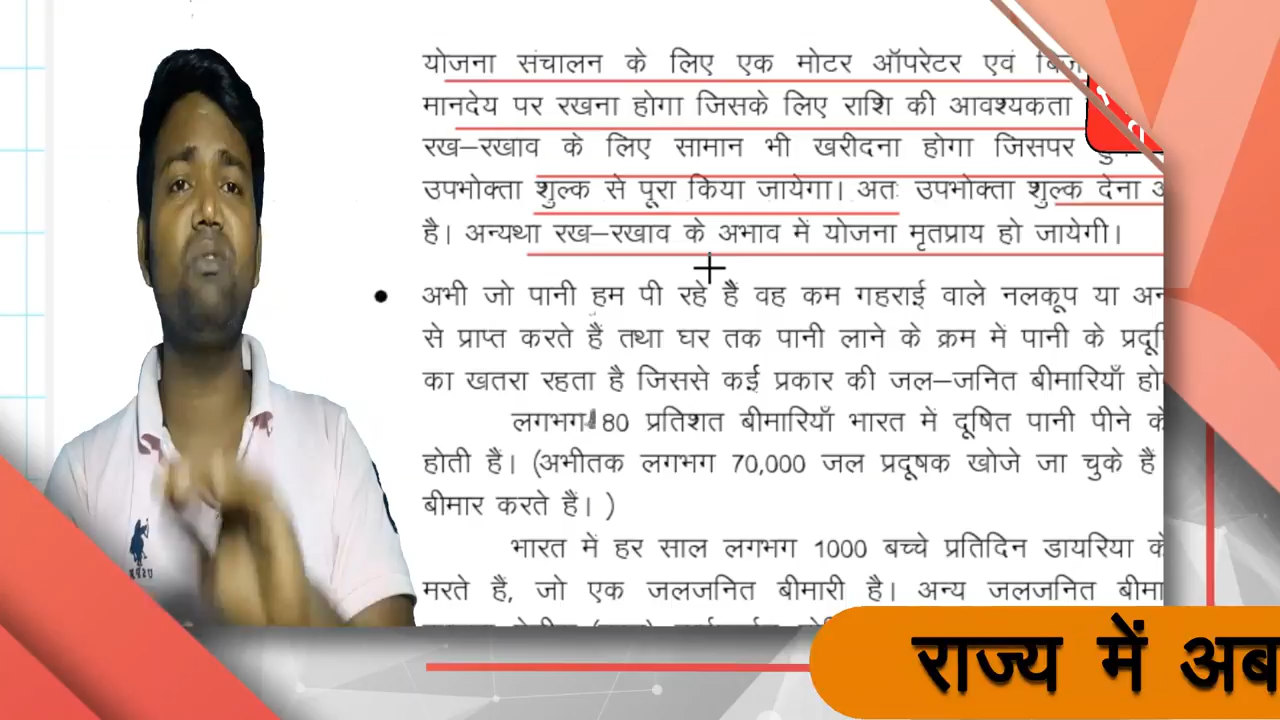 योजना संचालन के लिए एक मोटर ऑपरेटर एवं
मानदेय पर रखना होगा जिसके लिए राशि की आवश्यकता
रख–रखाव के लिए सामान भी खरीदना होगा जिसपर
उपभोक्ता शुल्क से पूरा किया जायेगा। अतः उपभोक्ता शुल्क देना
है। अन्यथा रख–रखाव के अभाव में योजना मृतप्राय हो जायेगी।
• अभी जो पानी हम पी रहे हैं वह कम गहराई वाले नलकूप या
से प्राप्त करते हैं तथा घर तक पानी लाने के क्रम में पानी के
का खतरा रहता है जिससे कई प्रकार की जल–जनित बीमारियाँ हो
लगभग 80 प्रतिशत बीमारियाँ भारत में दूषित पानी पीने
होती हैं। (अभीतक लगभग 70,000 जल प्रदूषक खोजे जा चुके हैं
बीमार करते हैं। )
भारत में हर साल लगभग 1000 बच्चे प्रतिदिन डायरिया
मरते हैं, जो एक जलजनित बीमारी है। अन्य जलजनित
राज्य में अब